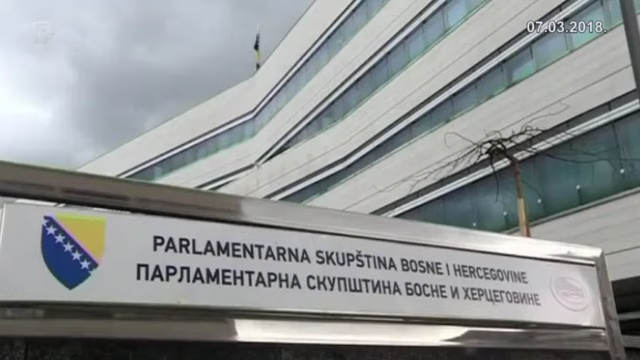 07.03.2018.
PARLAMENTARNA SKUPŠTINA BOSNE I HERCEGOVINE
ПАРЛАМЕНТАРНА СКУПШТИНА БОСНЕ И ХЕРЦЕГОВИНЕ